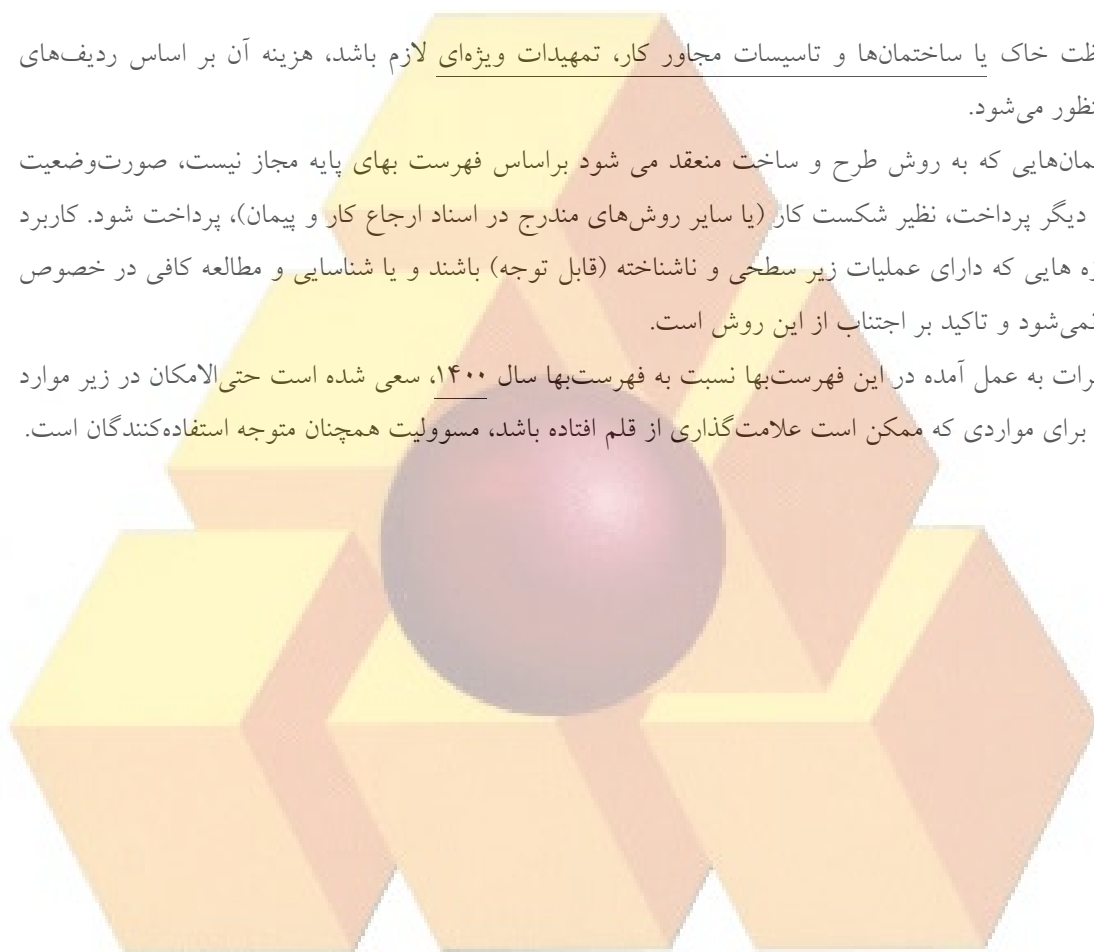 ظت خاک یا ساختمان‌ها و تاسیسات مجاور کار، تمهیدات ویژه‌ای لازم باشد، هزینه آن بر اساس ردیف‌های
نظور می‌شود.
مان‌هایی که به روش طرح و ساخت منعقد می شود براساس فهرست بهای پایه مجاز نیست، صورت‌وضعیت
دیگر پرداخت، نظیر شکست کار (یا سایر روش‌های مندرج در اسناد ارجاع کار و پیمان)، پرداخت شود. کاربرد
ژه هایی که دارای عملیات زیر سطحی و ناشناخته (قابل توجه) باشند و یا شناسایی و مطالعه کافی در خصوص
نمی‌شود و تاکید بر اجتناب از این روش است.
رات به عمل آمده در این فهرست‌بها نسبت به فهرست‌بها سال ۱۴۰۰، سعی شده است حتی‌الامکان در زیر موارد
برای مواردی که ممکن است علامت‌گذاری از قلم افتاده باشد، مسوولیت همچنان متوجه استفاده‌کنندگان است.